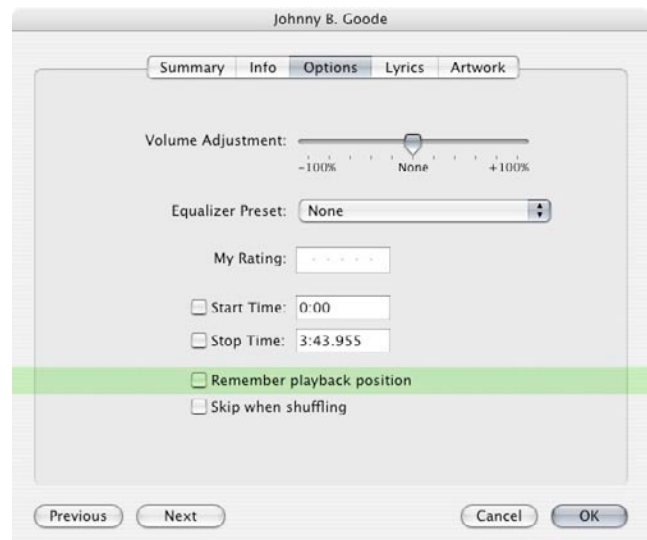 Johnny B. Goode
Summary Info Options Lyrics Artwork
Volume Adjustment:
-100% None +100%
Equalizer Preset: None
My Rating:
Start Time: 0:00
Stop Time: 3:43.955
Remember playback position
Skip when shuffling
Previous Next Cancel OK